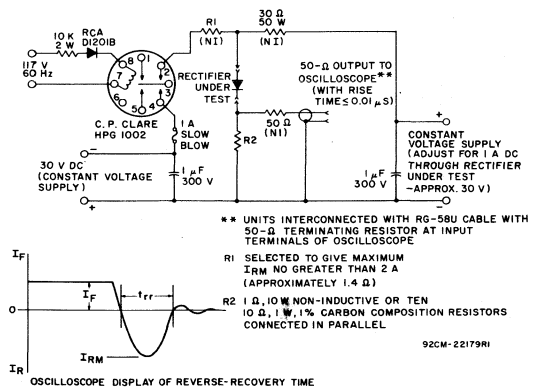 10 K
2 W
RCA
D1201B
117 V
60 Hz
8
1
2
7
3
6
5
4
C. P. CLARE
HPG 1002
1 A
SLOW
BLOW
30 V DC
(CONSTANT VOLTAGE
SUPPLY)
−
+
1 μF
300 V
R1
(NI)
30 Ω
50 W
(NI)
RECTIFIER
UNDER
TEST
50-Ω OUTPUT TO
OSCILLOSCOPE**
(WITH RISE
TIME ≤ 0.01 μS)
50 Ω
(NI)
R2
1 μF
300 V
+
CONSTANT
VOLTAGE SUPPLY
(ADJUST FOR 1 A DC
THROUGH RECTIFIER
UNDER TEST
~APPROX. 30 V)
−
** UNITS INTERCONNECTED WITH RG-58U CABLE WITH
50-Ω TERMINATING RESISTOR AT INPUT
TERMINALS OF OSCILLOSCOPE
R1 SELECTED TO GIVE MAXIMUM
IRM NO GREATER THAN 2 A
(APPROXIMATELY 1.4 Ω)
R2 1 Ω, 10 W NON-INDUCTIVE OR TEN
10 Ω, 1 W, 1% CARBON COMPOSITION RESISTORS
CONNECTED IN PARALLEL
92CM-22179R1
IF
IF
trr
0
IRM
IR
OSCILLOSCOPE DISPLAY OF REVERSE-RECOVERY TIME